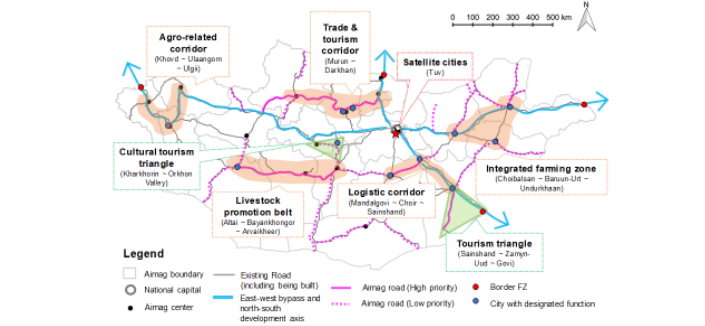 Agro-related
corridor
(Khovd ~ Ulaangom
~ Ulgii)
Trade &
tourism
corridor
(Murun ~
Darkhan)
Satellite cities
(Tuv)
0 100 200 300 400 500 km
N
Cultural tourism
triangle
(Kharkhorin ~ Orkhon
Valley)
Livestock
promotion belt
(Altai ~ Bayankhongor
~ Arvaikheer)
Logistic corridor
(Mandalgovi ~ Choir ~
Sainshand)
Integrated farming zone
(Choibalsan ~ Baruun-Urt ~
Undurkhaan)
Tourism triangle
(Sainshand ~ Zamyn-
Uud ~ Govi)
Legend
Aimag boundary
National capital
Aimag center
Existing Road
(including being built)
East-west bypass and
north-south
development axis
Aimag road (High priority)
Aimag road (Low priority)
Border FZ
City with designated function